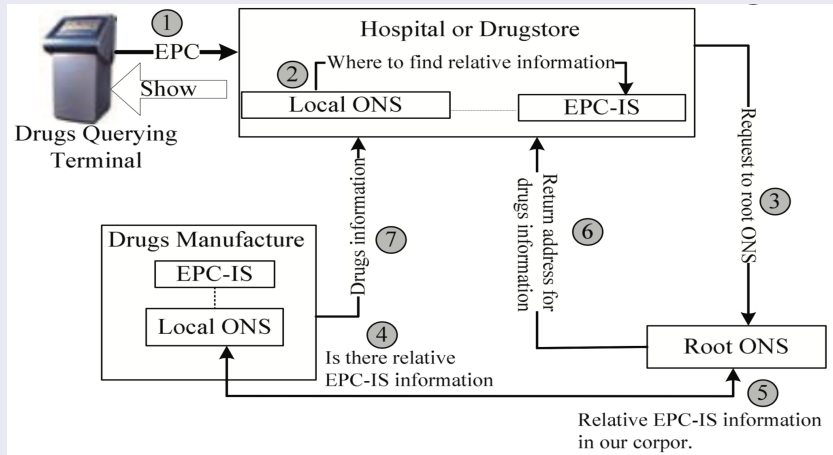 1
EPC
Show
Drugs Querying
Terminal
Hospital or Drugstore
2
Where to find relative information
Local ONS
EPC-IS
Request to root ONS
3
Drugs information
7
Return address for
drugs information
6
Drugs Manufacture
EPC-IS
Local ONS
4
Is there relative
EPC-IS information
Root ONS
5
Relative EPC-IS information
in our corpor.